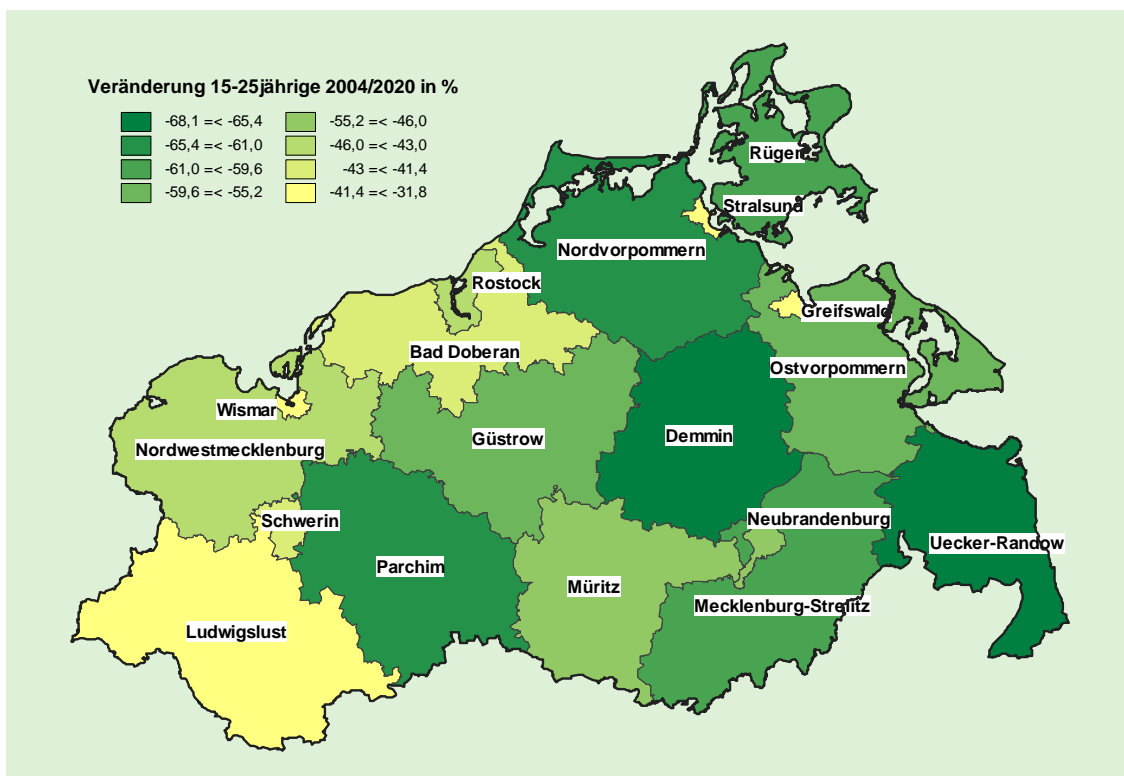 Veränderung 15-25jährige 2004/2020 in %
-68,1 =< -65,4
-65,4 =< -61,0
-61,0 =< -59,6
-59,6 =< -55,2
-55,2 =< -46,0
-46,0 =< -43,0
-43 =< -41,4
-41,4 =< -31,8
Rügen
Stralsund
Nordvorpommern
Rostock
Greifswald
Bad Doberan
Ostvorpommern
Wismar
Güstrow
Demmin
Nordwestmecklenburg
Schwerin
Neubrandenburg
Uecker-Randow
Parchim
Müritz
Mecklenburg-Strelitz
Ludwigslust